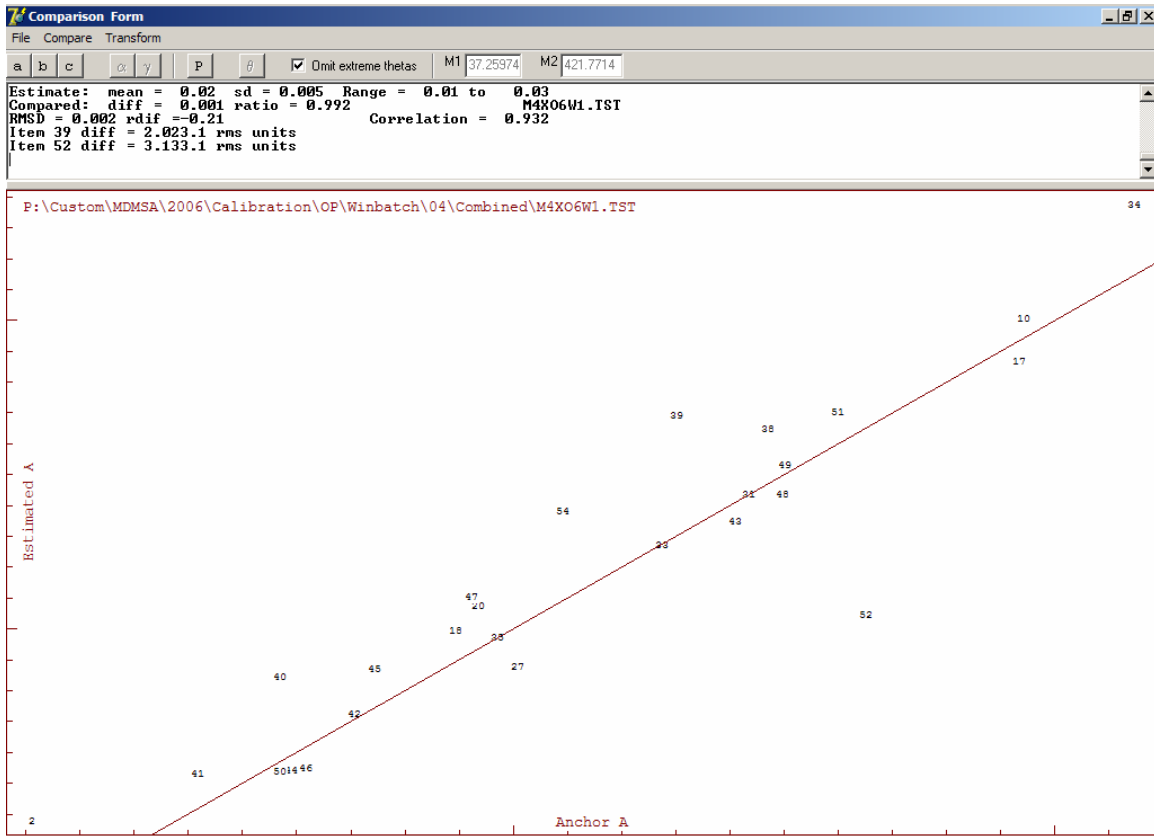 Comparison Form
File Compare Transform
a b c α γ P θ Omit extreme thetas M1 37.25974 M2 421.7714
Estimate: mean = 0.02 sd = 0.005 Range = 0.01 to 0.03
Compared: diff = 0.001 ratio = 0.992 M4XO6W1.TST
RMSD = 0.002 rdif =-0.21 Correlation = 0.932
Item 39 diff = 2.023.1 rms units
Item 52 diff = 3.133.1 rms units
P:\Custom\MDMSA\2006\Calibration\OP\Winbatch\04\Combined\M4XO6W1.TST
34
10
17
39
51
38
49
31 48
54
43
33
47
20
52
18
35
27
40
45
42
41
50 14 46
2
Estimated A
Anchor A